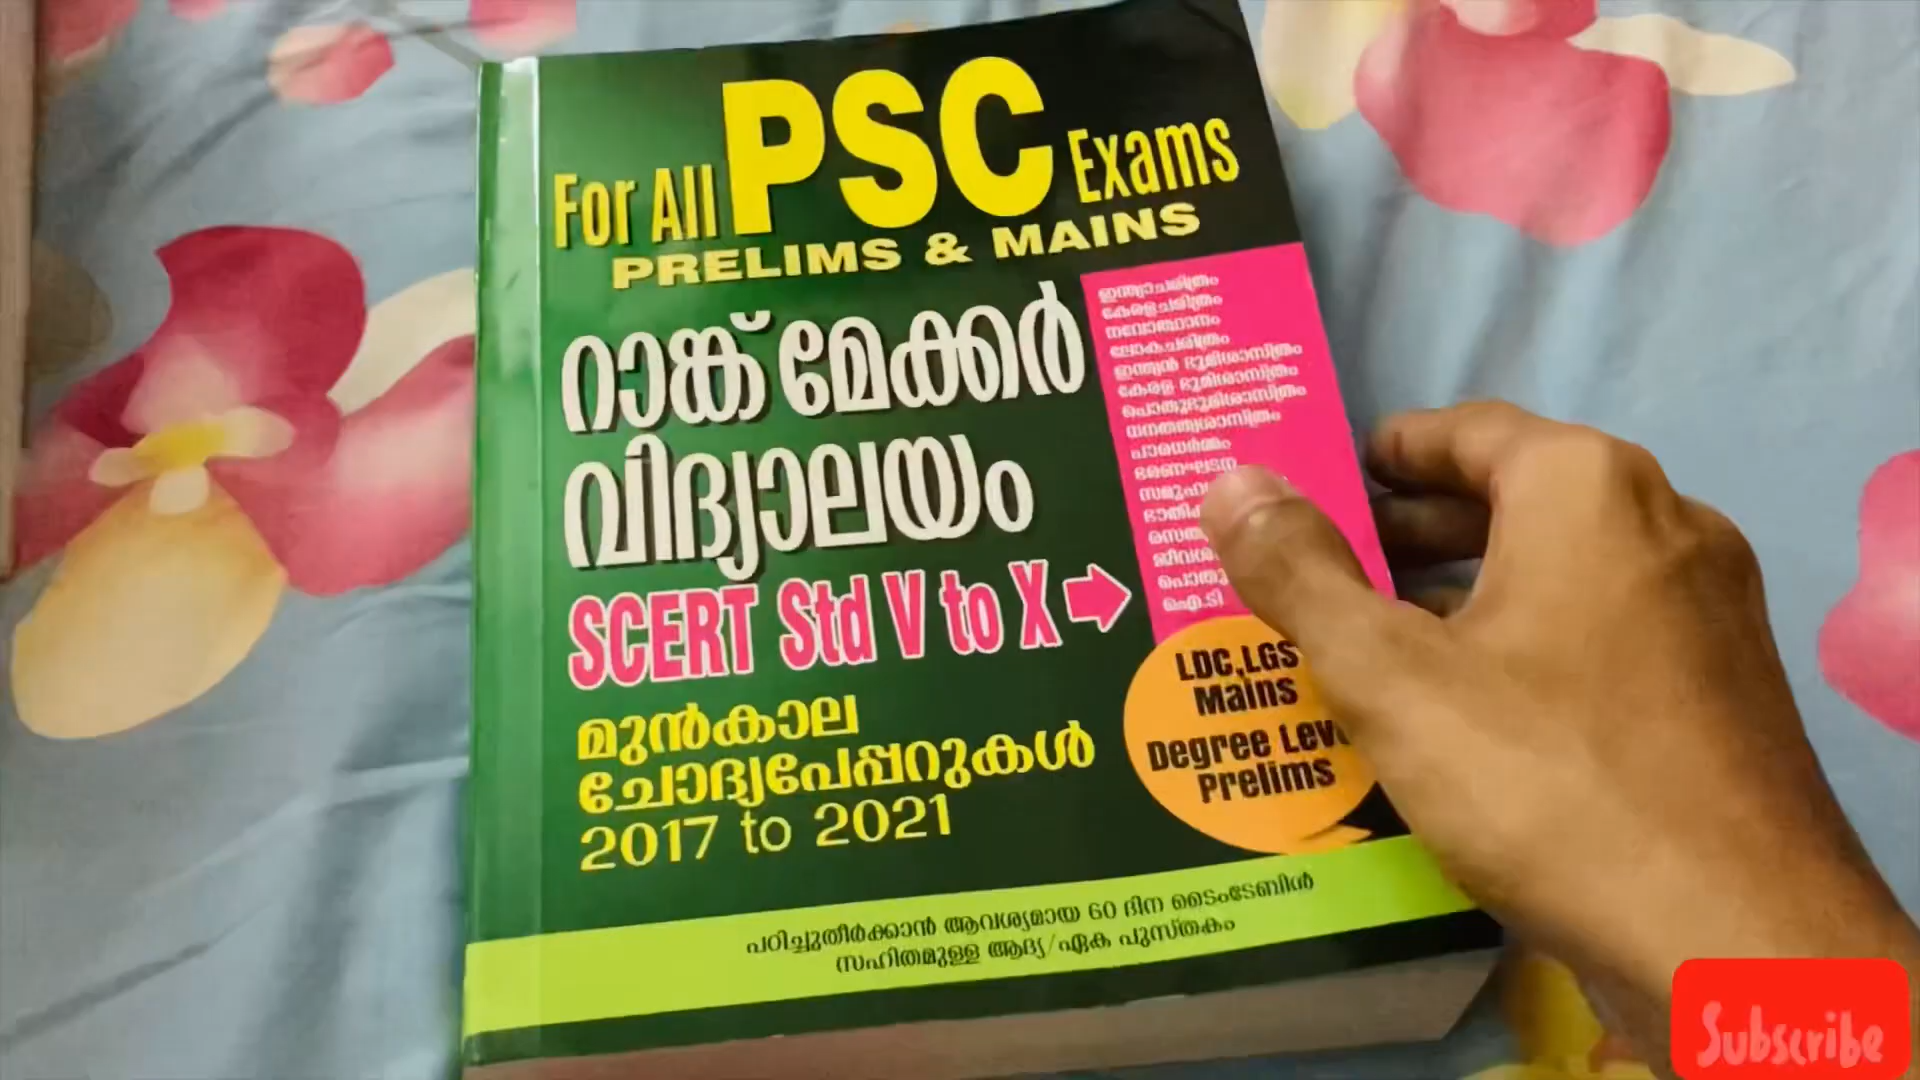 For All PSC Exams
PRELIMS & MAINS
റാങ്ക് മേക്കർ
വിദ്യാലയം
SCERT Std V to X
മുൻകാല
ചോദ്യപേപ്പറുകൾ
2017 to 2021
ഇന്ത്യാചരിത്രം
കേരളചരിത്രം
നവോത്ഥാനം
ലോകചരിത്രം
ഇന്ത്യൻ ഭൂമിശാസ്ത്രം
കേരള ഭൂമിശാസ്ത്രം
പൊതുഭൂമിശാസ്ത്രം
ധനതത്വശാസ്ത്രം
പൗരധർമ്മം
ഭരണഘടന
ഐ.ടി
LDC, LGS
Mains
Degree
Prelims
പഠിച്ചുതീർക്കാൻ ആവശ്യമായ 60 ദിന ടൈംടേബിൾ
സഹിതമുള്ള ആദ്യ/ഏക പുസ്തകം
Subscribe